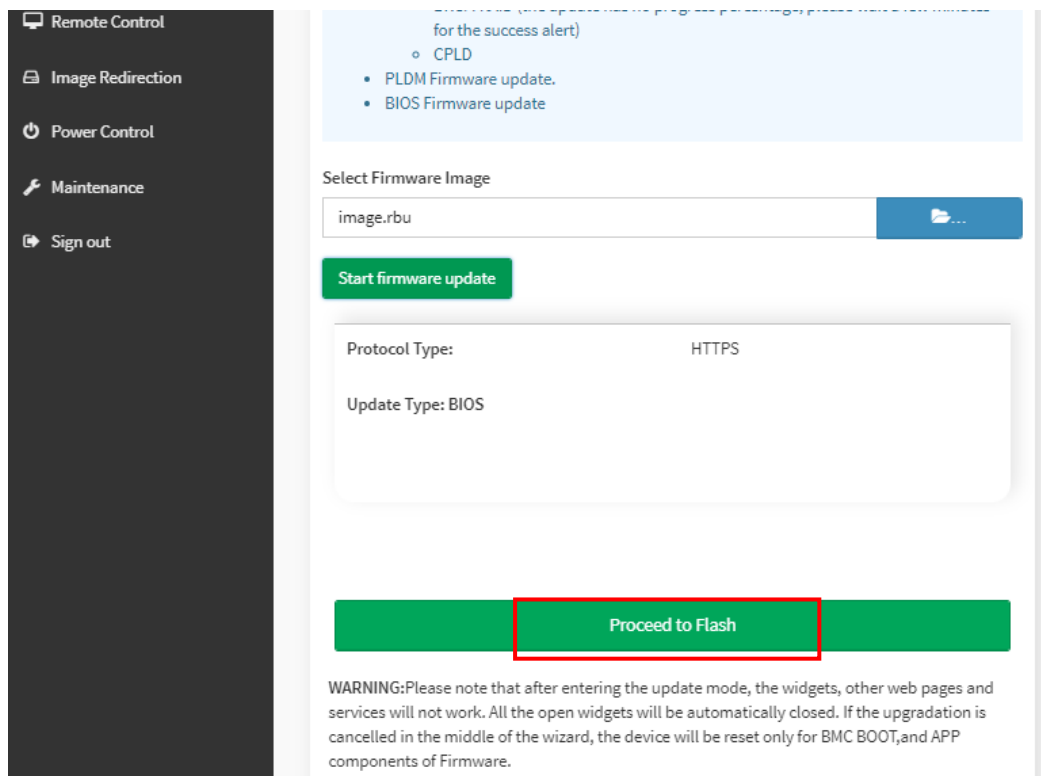 Remote Control
Image Redirection
Power Control
Maintenance
Sign out
for the success alert)
CPLD
PLDM Firmware update.
BIOS Firmware update
Select Firmware Image
image.rbu
...
Start firmware update
Protocol Type: HTTPS
Update Type: BIOS
Proceed to Flash
WARNING:Please note that after entering the update mode, the widgets, other web pages and
services will not work. All the open widgets will be automatically closed. If the upgradation is
cancelled in the middle of the wizard, the device will be reset only for BMC BOOT,and APP
components of Firmware.